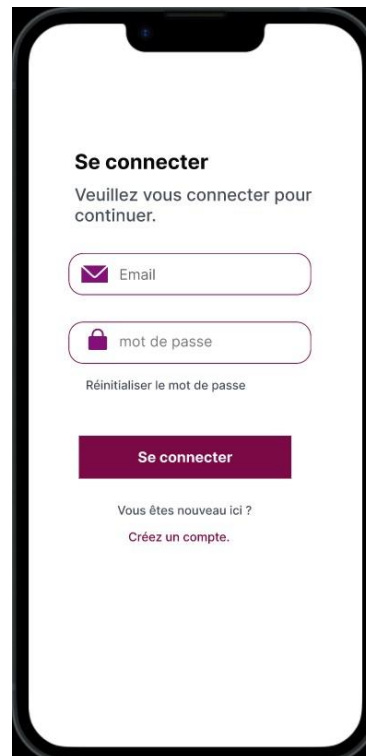 Se connecter
Veuillez vous connecter pour
continuer.
Email
mot de passe
Réinitialiser le mot de passe
Se connecter
Vous êtes nouveau ici ?
Créez un compte.